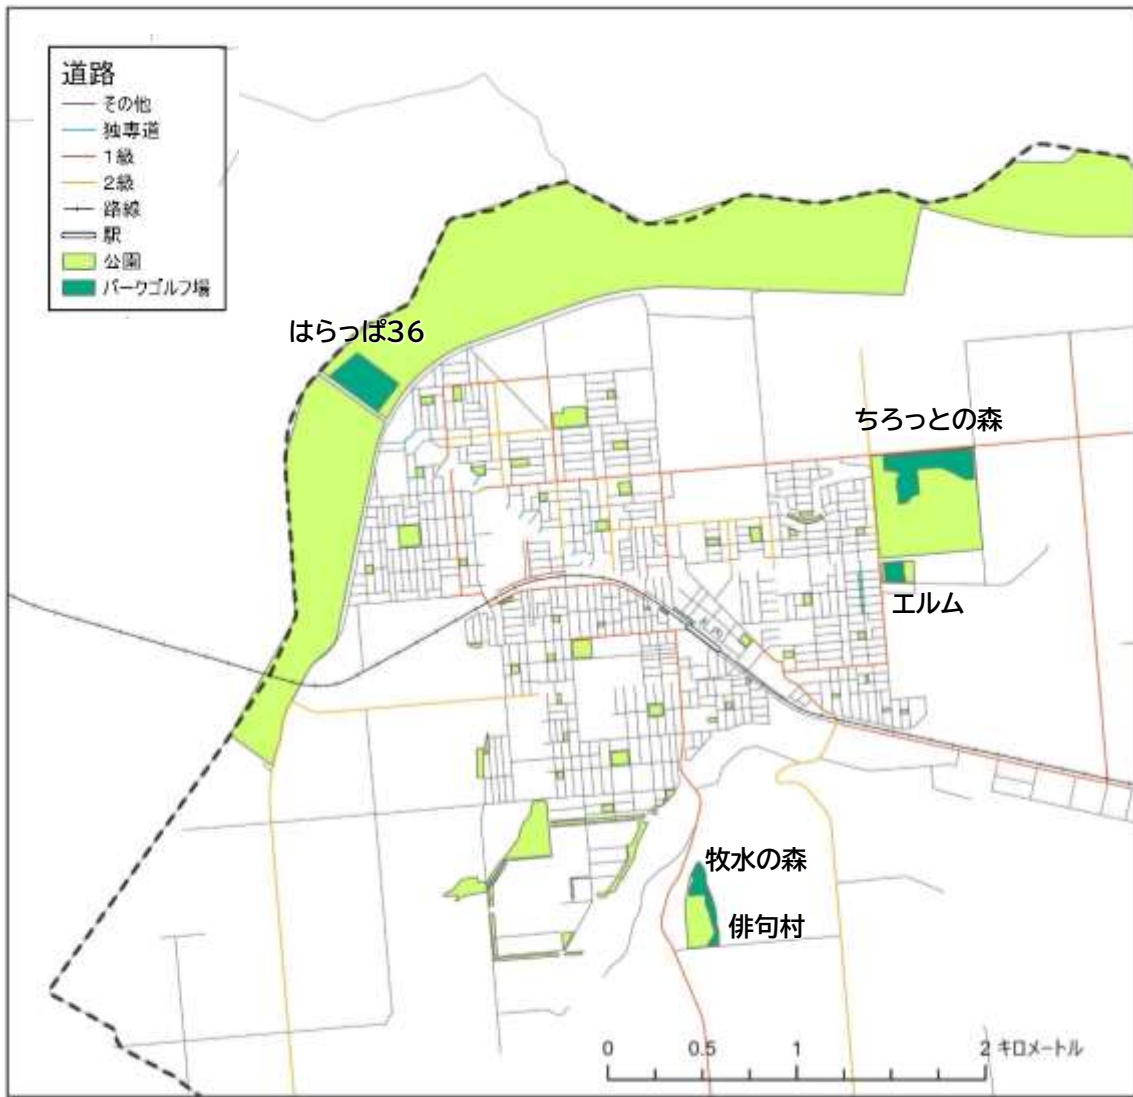 道路
その他
独専道
1級
2級
路線
駅
公園
パークゴルフ場
はらっぱ36
ちろっとの森
エルム
札内
牧水の森
俳句村
0 0.5 1 2 キロメートル